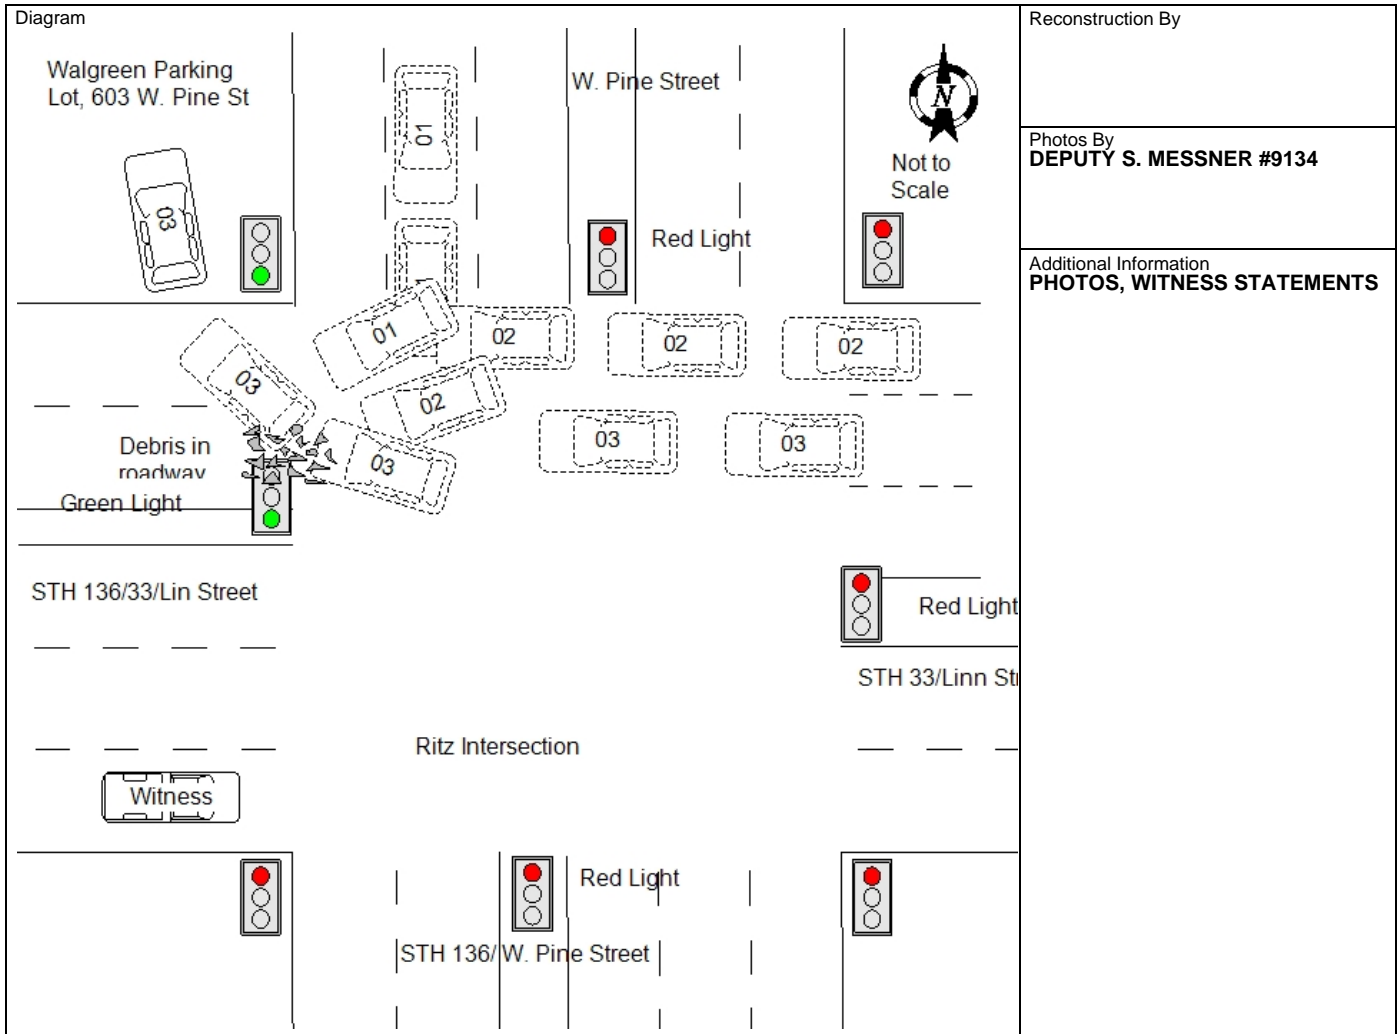 Diagram
Reconstruction By
Walgreen Parking
Lot, 603 W. Pine St
W. Pine Street
N
01
Photos By
DEPUTY S. MESSNER #9134
Not to
Scale
03
Red Light
Additional Information
PHOTOS, WITNESS STATEMENTS
01
02
02
02
03
02
03
03
03
Debris in
roadway
Green Light
STH 136/33/Lin Street
Red Light
STH 33/Linn Str
Ritz Intersection
Witness
Red Light
STH 136/ W. Pine Street